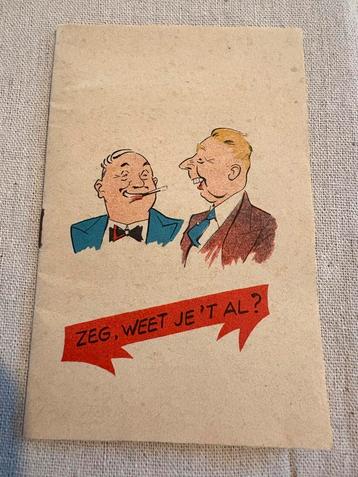 ZEG, WEET JE 'T AL?